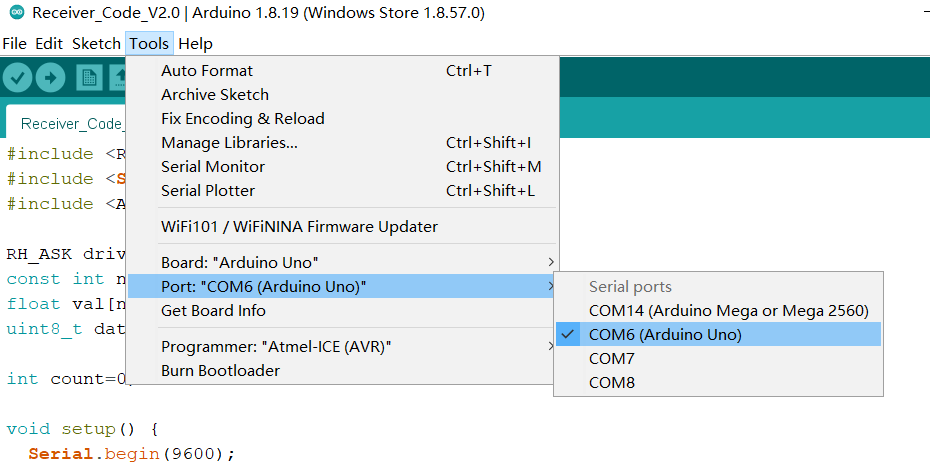 Receiver_Code_V2.0 | Arduino 1.8.19 (Windows Store 1.8.57.0)
File Edit Sketch Tools Help
Auto Format Ctrl+T
Archive Sketch
Fix Encoding & Reload
Manage Libraries... Ctrl+Shift+I
Serial Monitor Ctrl+Shift+M
Serial Plotter Ctrl+Shift+L
WiFi101 / WiFiNINA Firmware Updater
Board: "Arduino Uno"
Port: "COM6 (Arduino Uno)"
Get Board Info
Programmer: "Atmel-ICE (AVR)"
Burn Bootloader
Serial ports
COM14 (Arduino Mega or Mega 2560)
COM6 (Arduino Uno)
COM7
COM8
Receiver_Code_
#include <R
#include <S
#include <A
RH_ASK driv
const int n
float val[n
uint8_t dat
int count=0
void setup() {
Serial.begin(9600);